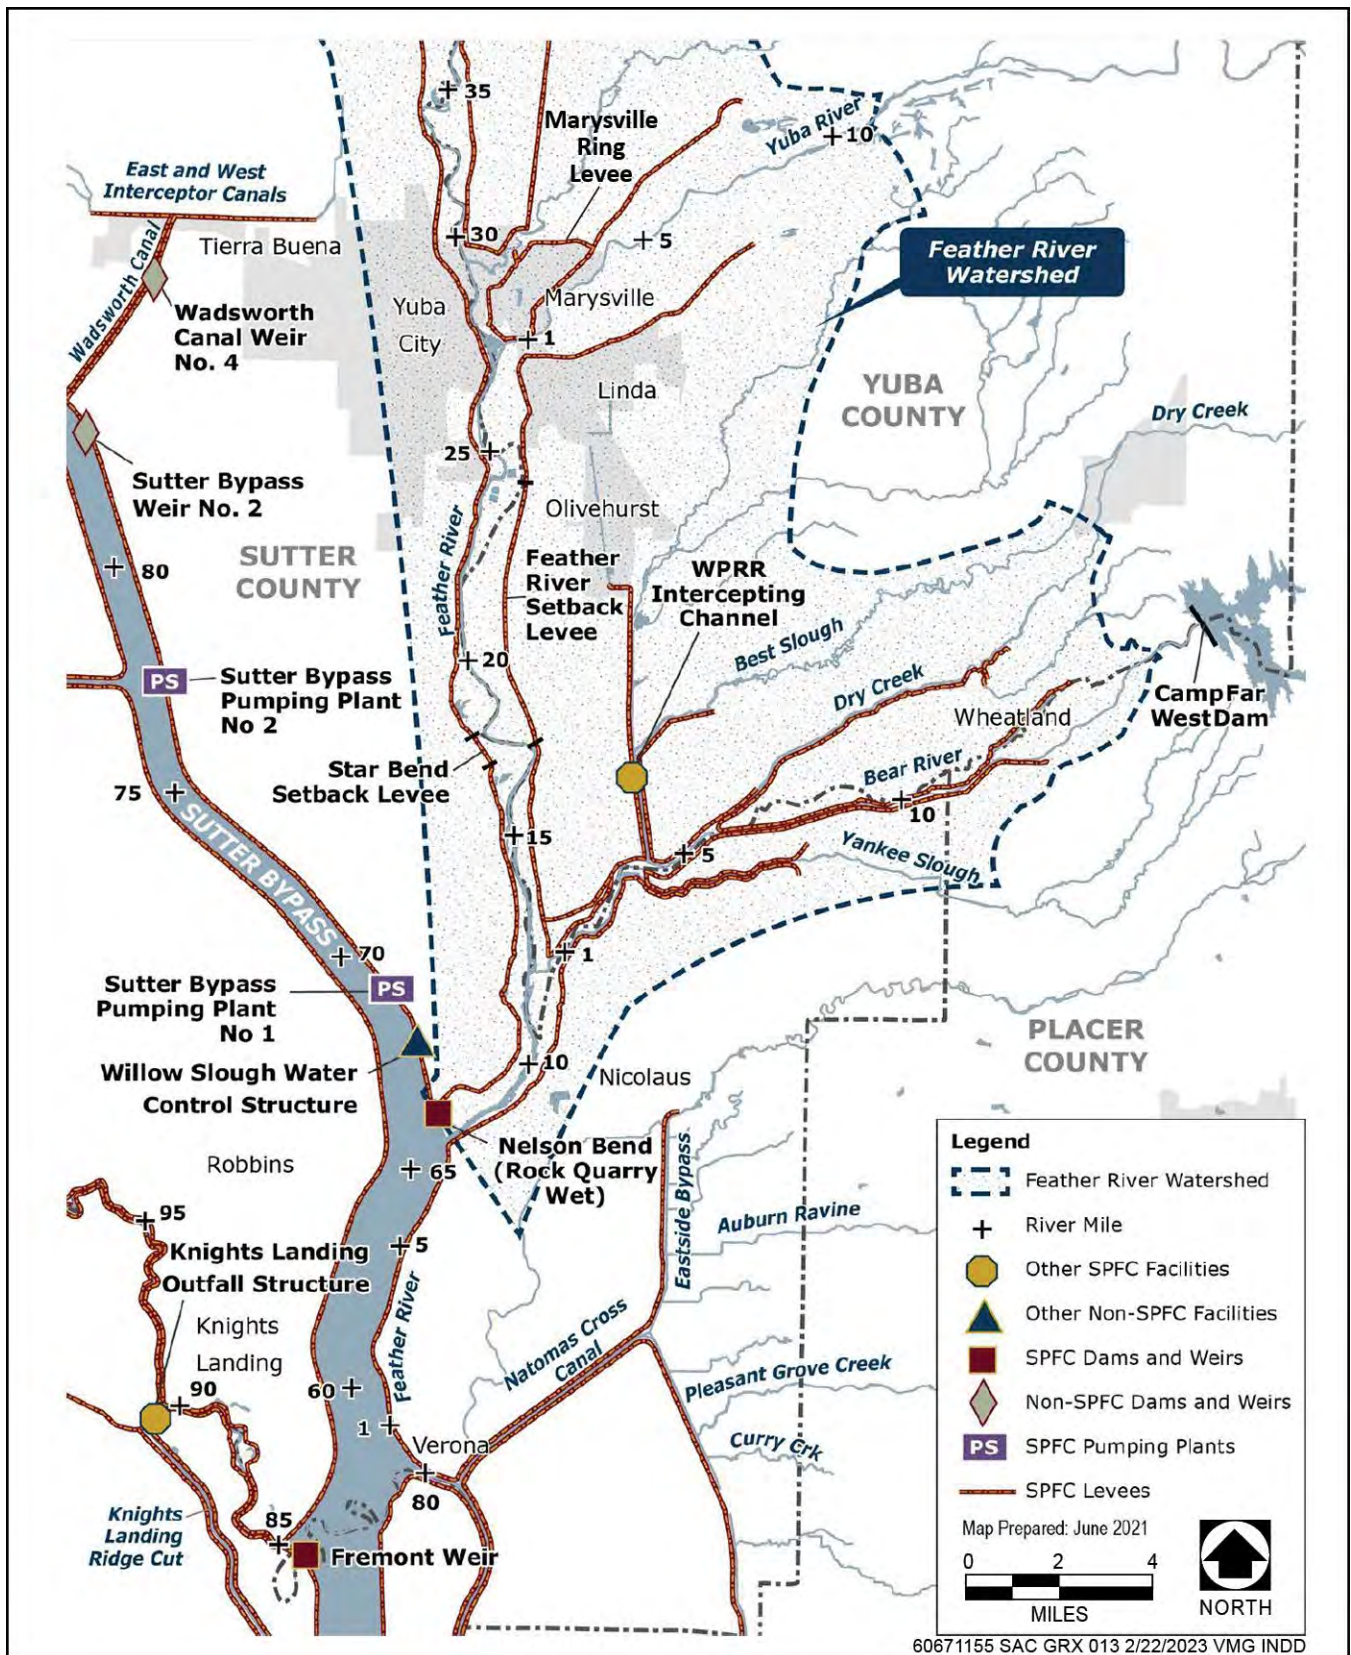 35
Marysville
Ring
Levee
Yuba River
10
East and West
Interceptor Canals
Wadsworth Canal
Tierra Buena
30
5
Feather River
Watershed
Wadsworth
Canal Weir
No. 4
Yuba
City
Marysville
1
Linda
YUBA
COUNTY
Dry Creek
25
Sutter Bypass
Weir No. 2
Olivehurst
SUTTER
COUNTY
80
Feather River
Feather
River
Setback
Levee
WPRR
Intercepting
Channel
Best Slough
20
PS
Sutter Bypass
Pumping Plant
No 2
Dry Creek
Wheatland
Camp Far
West Dam
Star Bend
Setback Levee
Bear River
75
10
15
5
Yankee Slough
SUTTER BYPASS
70
1
PS
Sutter Bypass
Pumping Plant
No 1
PLACER
COUNTY
Willow Slough Water
Control Structure
10
Nicolaus
Nelson Bend
(Rock Quarry
Wet)
Robbins
65
Eastside Bypass
95
5
Auburn Ravine
Knights Landing
Outfall Structure
Feather River
Knights
Landing
Natomas Cross
Canal
Pleasant Grove Creek
60
90
1
Verona
Curry Crk
80
Knights
Landing
Ridge Cut
85
Fremont Weir
Legend
Feather River Watershed
River Mile
Other SPFC Facilities
Other Non-SPFC Facilities
SPFC Dams and Weirs
Non-SPFC Dams and Weirs
PS SPFC Pumping Plants
SPFC Levees
Map Prepared: June 2021
0 2 4
MILES
NORTH
60671155 SAC GRX 013 2/22/2023 VMG INDD